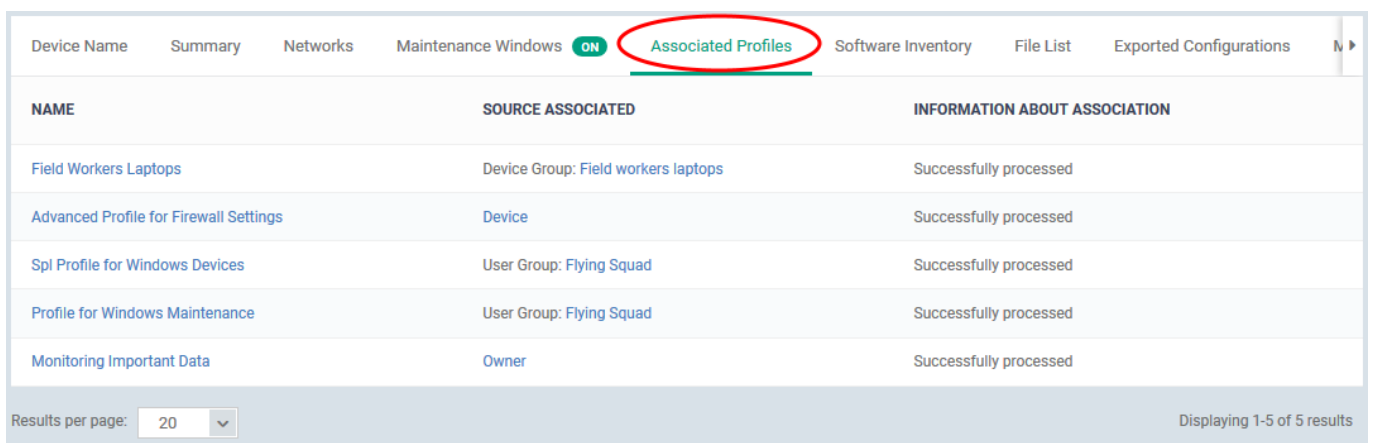 Device Name Summary Networks Maintenance Windows ON Associated Profiles Software Inventory File List Exported Configurations
NAME SOURCE ASSOCIATED INFORMATION ABOUT ASSOCIATION
Field Workers Laptops Device Group: Field workers laptops Successfully processed
Advanced Profile for Firewall Settings Device Successfully processed
Spl Profile for Windows Devices User Group: Flying Squad Successfully processed
Profile for Windows Maintenance User Group: Flying Squad Successfully processed
Monitoring Important Data Owner Successfully processed
Results per page: 20 Displaying 1-5 of 5 results